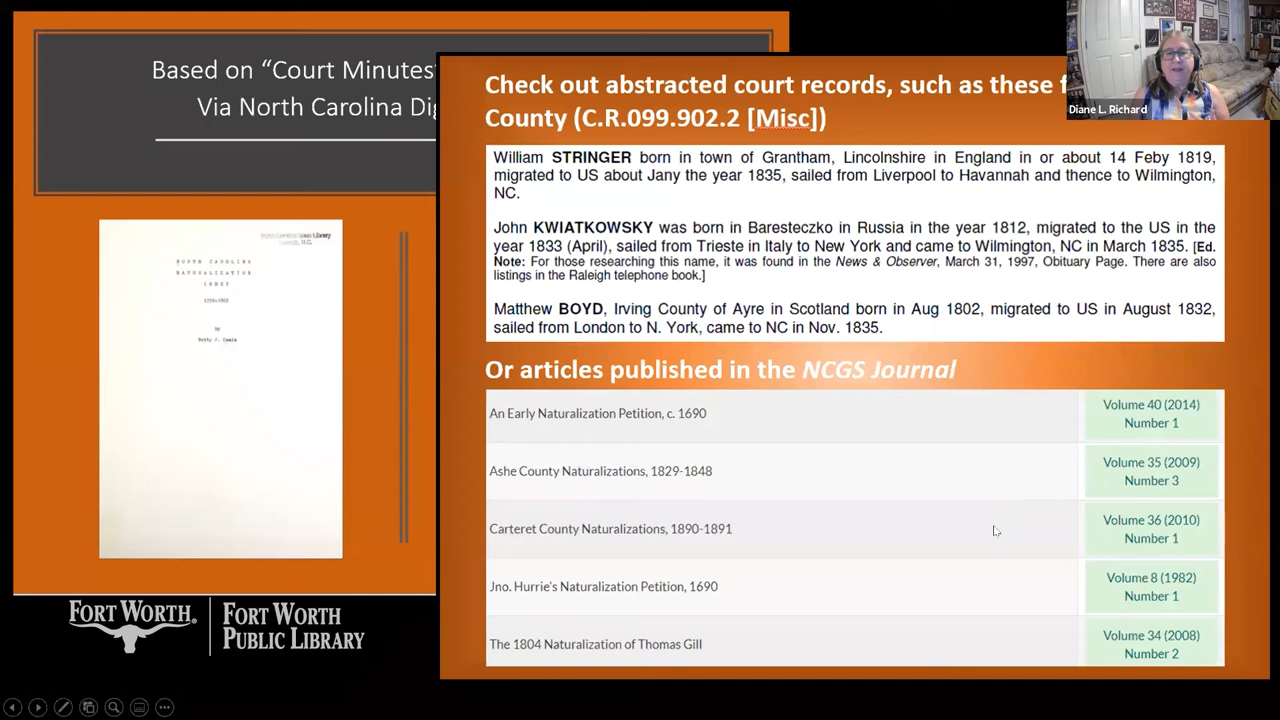 Based on “Court Minutes”
Via North Carolina Dig
NORTH CAROLINA
NATURALIZATION
INDEX
by
Betty J. Camin
FORT WORTH®
FORT WORTH
PUBLIC LIBRARY
Check out abstracted court records, such as these f
County (C.R.099.902.2 [Misc])
Diane L. Richard
William STRINGER born in town of Grantham, Lincolnshire in England in or about 14 Feby 1819,
migrated to US about Jany the year 1835, sailed from Liverpool to Havannah and thence to Wilmington,
NC.
John KWIATKOWSKY was born in Baresteczko in Russia in the year 1812, migrated to the US in the
year 1833 (April), sailed from Trieste in Italy to New York and came to Wilmington, NC in March 1835. [Ed.
Note: For those researching this name, it was found in the News & Observer, March 31, 1997, Obituary Page. There are also
listings in the Raleigh telephone book.]
Matthew BOYD, Irving County of Ayre in Scotland born in Aug 1802, migrated to US in August 1832,
sailed from London to N. York, came to NC in Nov. 1835.
Or articles published in the NCGS Journal
An Early Naturalization Petition, c. 1690
Volume 40 (2014)
Number 1
Ashe County Naturalizations, 1829-1848
Volume 35 (2009)
Number 3
Carteret County Naturalizations, 1890-1891
Volume 36 (2010)
Number 1
Jno. Hurrie's Naturalization Petition, 1690
Volume 8 (1982)
Number 1
The 1804 Naturalization of Thomas Gill
Volume 34 (2008)
Number 2